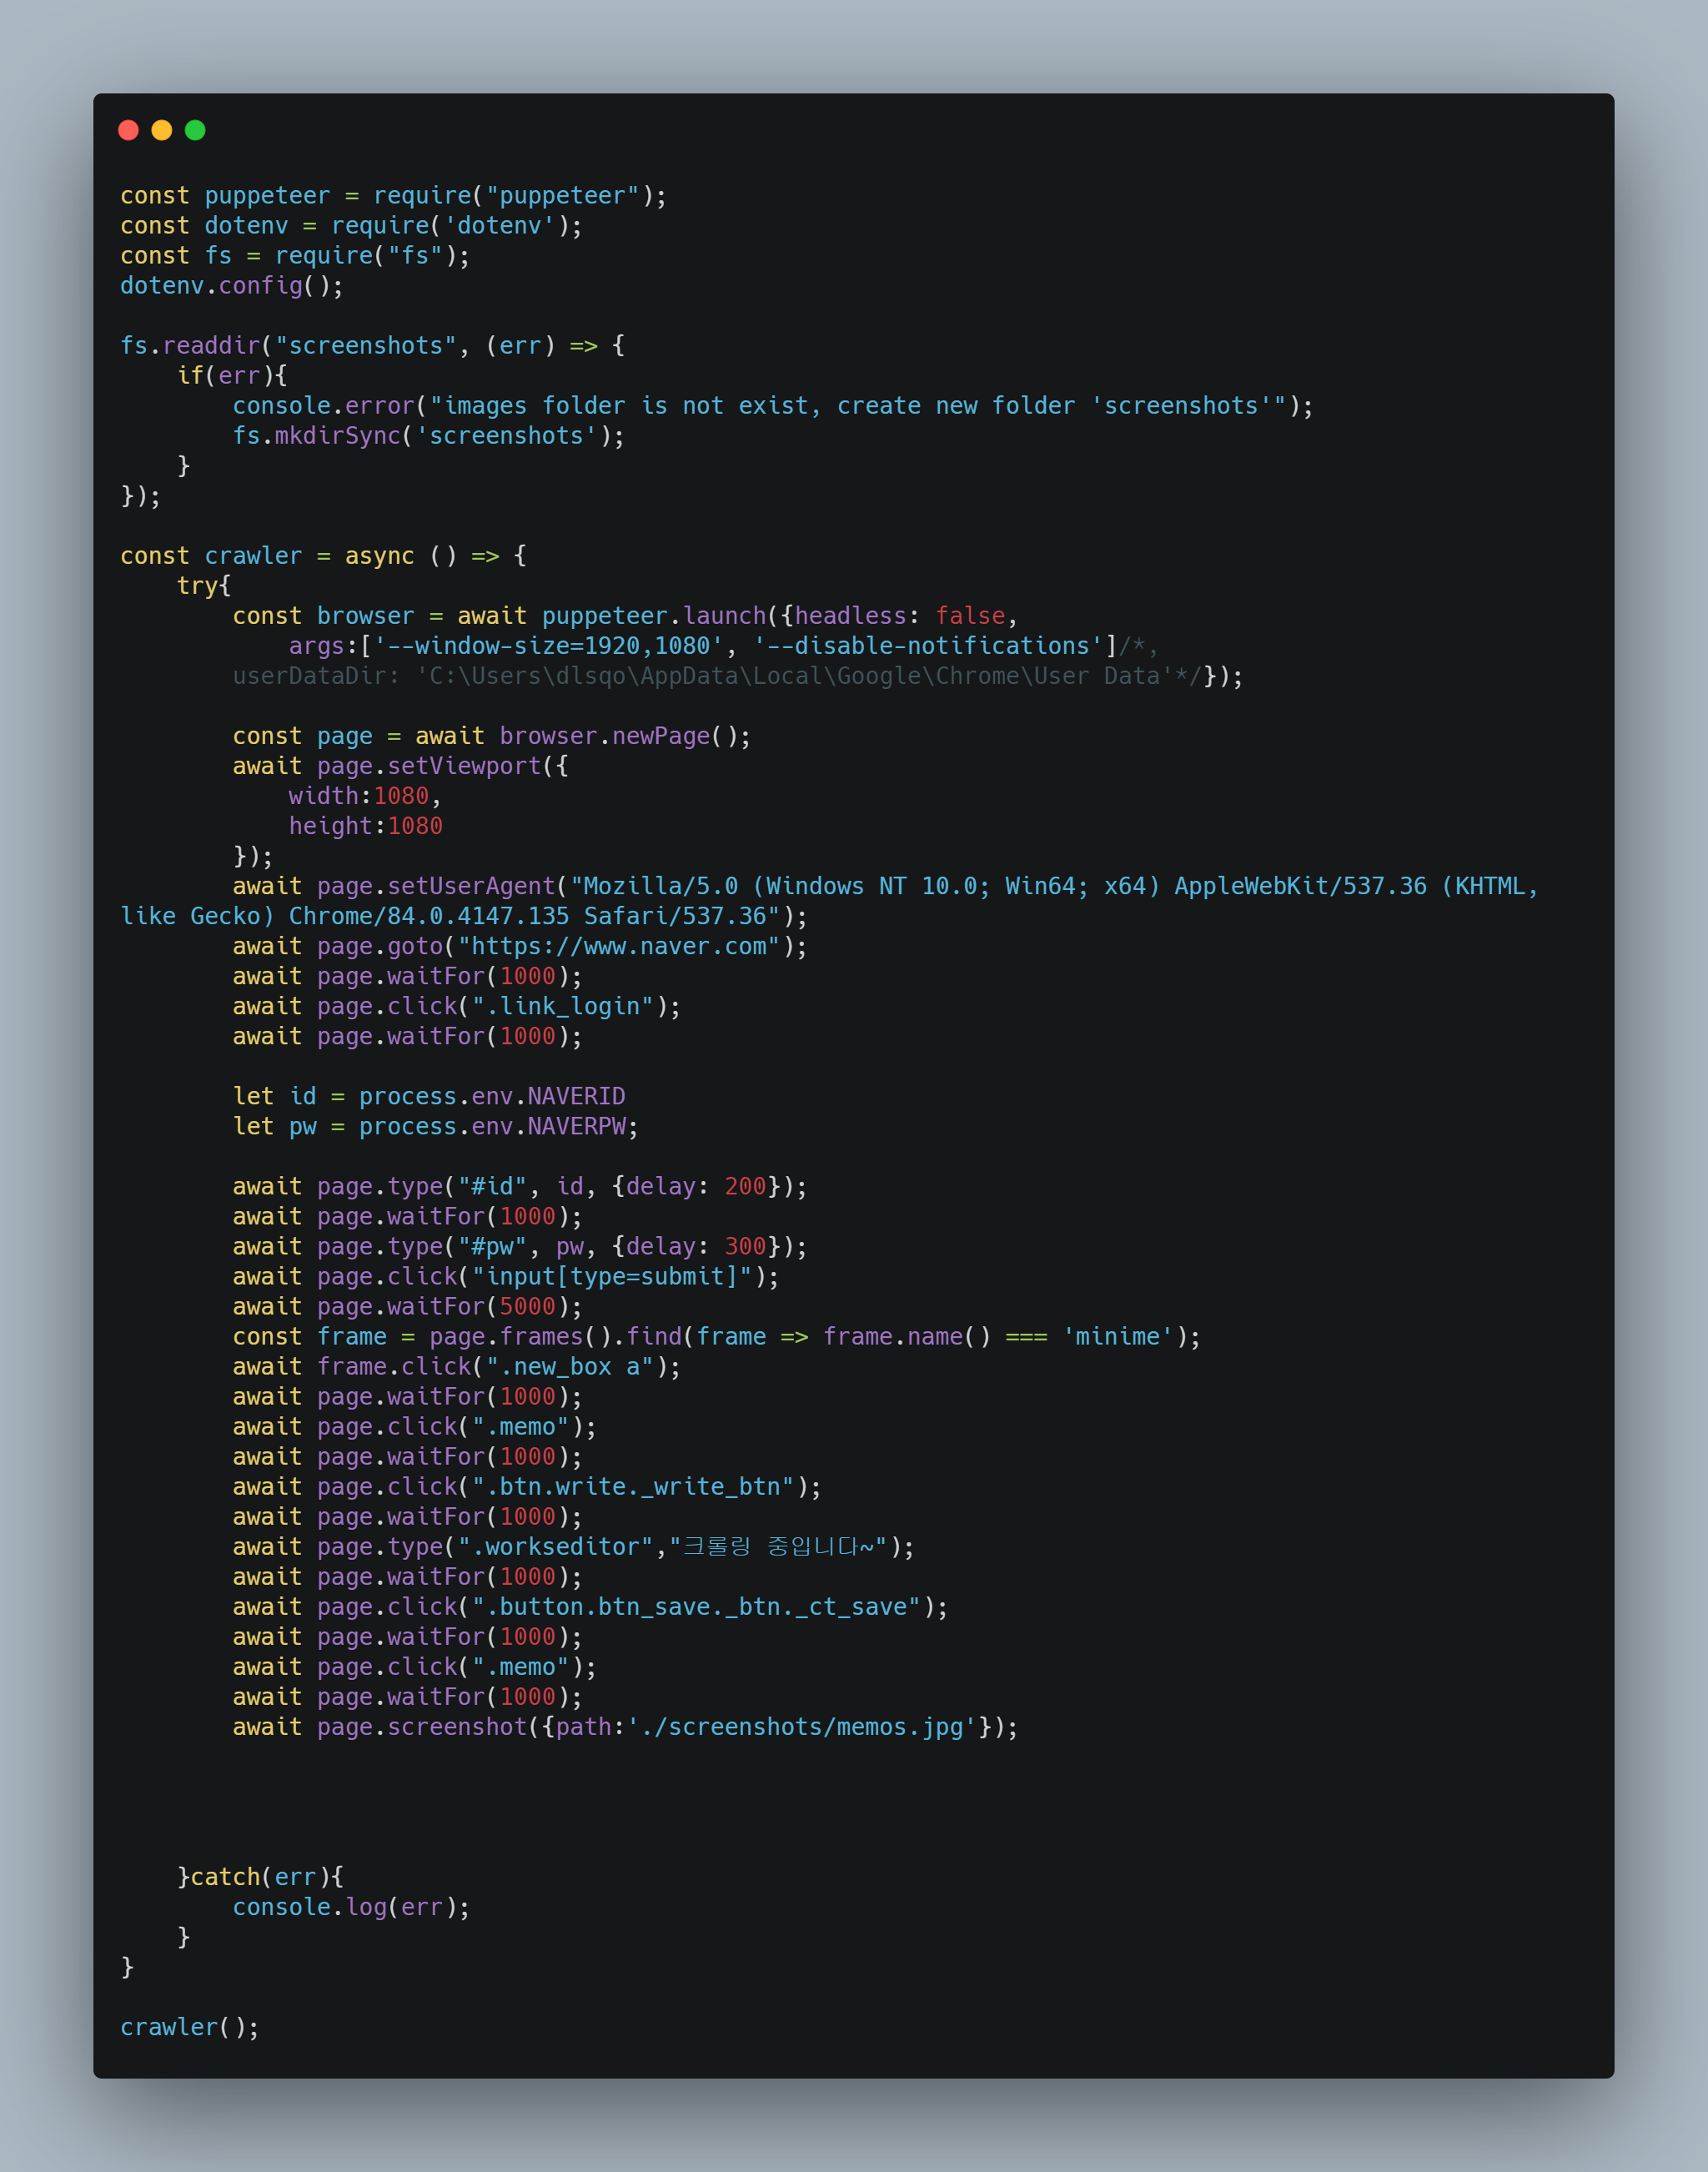 const puppeteer = require("puppeteer");
const dotenv = require('dotenv');
const fs = require("fs");
dotenv.config();

fs.readdir("screenshots", (err) => {
    if(err){
        console.error("images folder is not exist, create new folder 'screenshots'");
        fs.mkdirSync('screenshots');
    }
});

const crawler = async () => {
    try{
        const browser = await puppeteer.launch({headless: false,
            args:['--window-size=1920,1080', '--disable-notifications']/*,
        userDataDir: 'C:\Users\dlsqo\AppData\Local\Google\Chrome\User Data'*/});

        const page = await browser.newPage();
        await page.setViewport({
            width:1080,
            height:1080
        });
        await page.setUserAgent("Mozilla/5.0 (Windows NT 10.0; Win64; x64) AppleWebKit/537.36 (KHTML,
like Gecko) Chrome/84.0.4147.135 Safari/537.36");
        await page.goto("https://www.naver.com");
        await page.waitFor(1000);
        await page.click(".link_login");
        await page.waitFor(1000);

        let id = process.env.NAVERID
        let pw = process.env.NAVERPW;

        await page.type("#id", id, {delay: 200});
        await page.waitFor(1000);
        await page.type("#pw", pw, {delay: 300});
        await page.click("input[type=submit]");
        await page.waitFor(5000);
        const frame = page.frames().find(frame => frame.name() === 'minime');
        await frame.click(".new_box a");
        await page.waitFor(1000);
        await page.click(".memo");
        await page.waitFor(1000);
        await page.click(".btn.write._write_btn");
        await page.waitFor(1000);
        await page.type(".workseditor","크롤링 중입니다~");
        await page.waitFor(1000);
        await page.click(".button.btn_save._btn._ct_save");
        await page.waitFor(1000);
        await page.click(".memo");
        await page.waitFor(1000);
        await page.screenshot({path:'./screenshots/memos.jpg'});

    }catch(err){
        console.log(err);
    }
}

crawler();